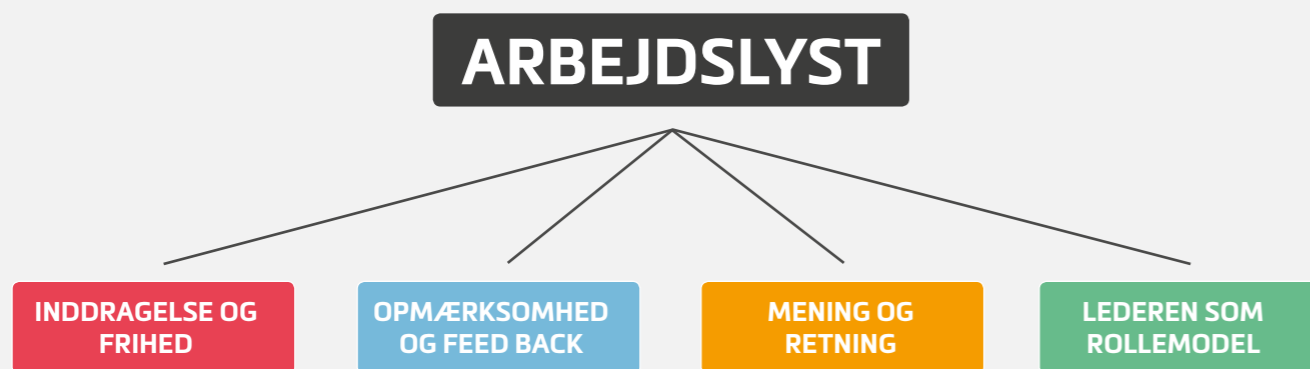 ARBEJDSLYST
INDDRAGELSE OG
FRIHED
OPMÆRKSOMHED
OG FEED BACK
MENING OG
RETNING
LEDEREN SOM
ROLLEMODEL